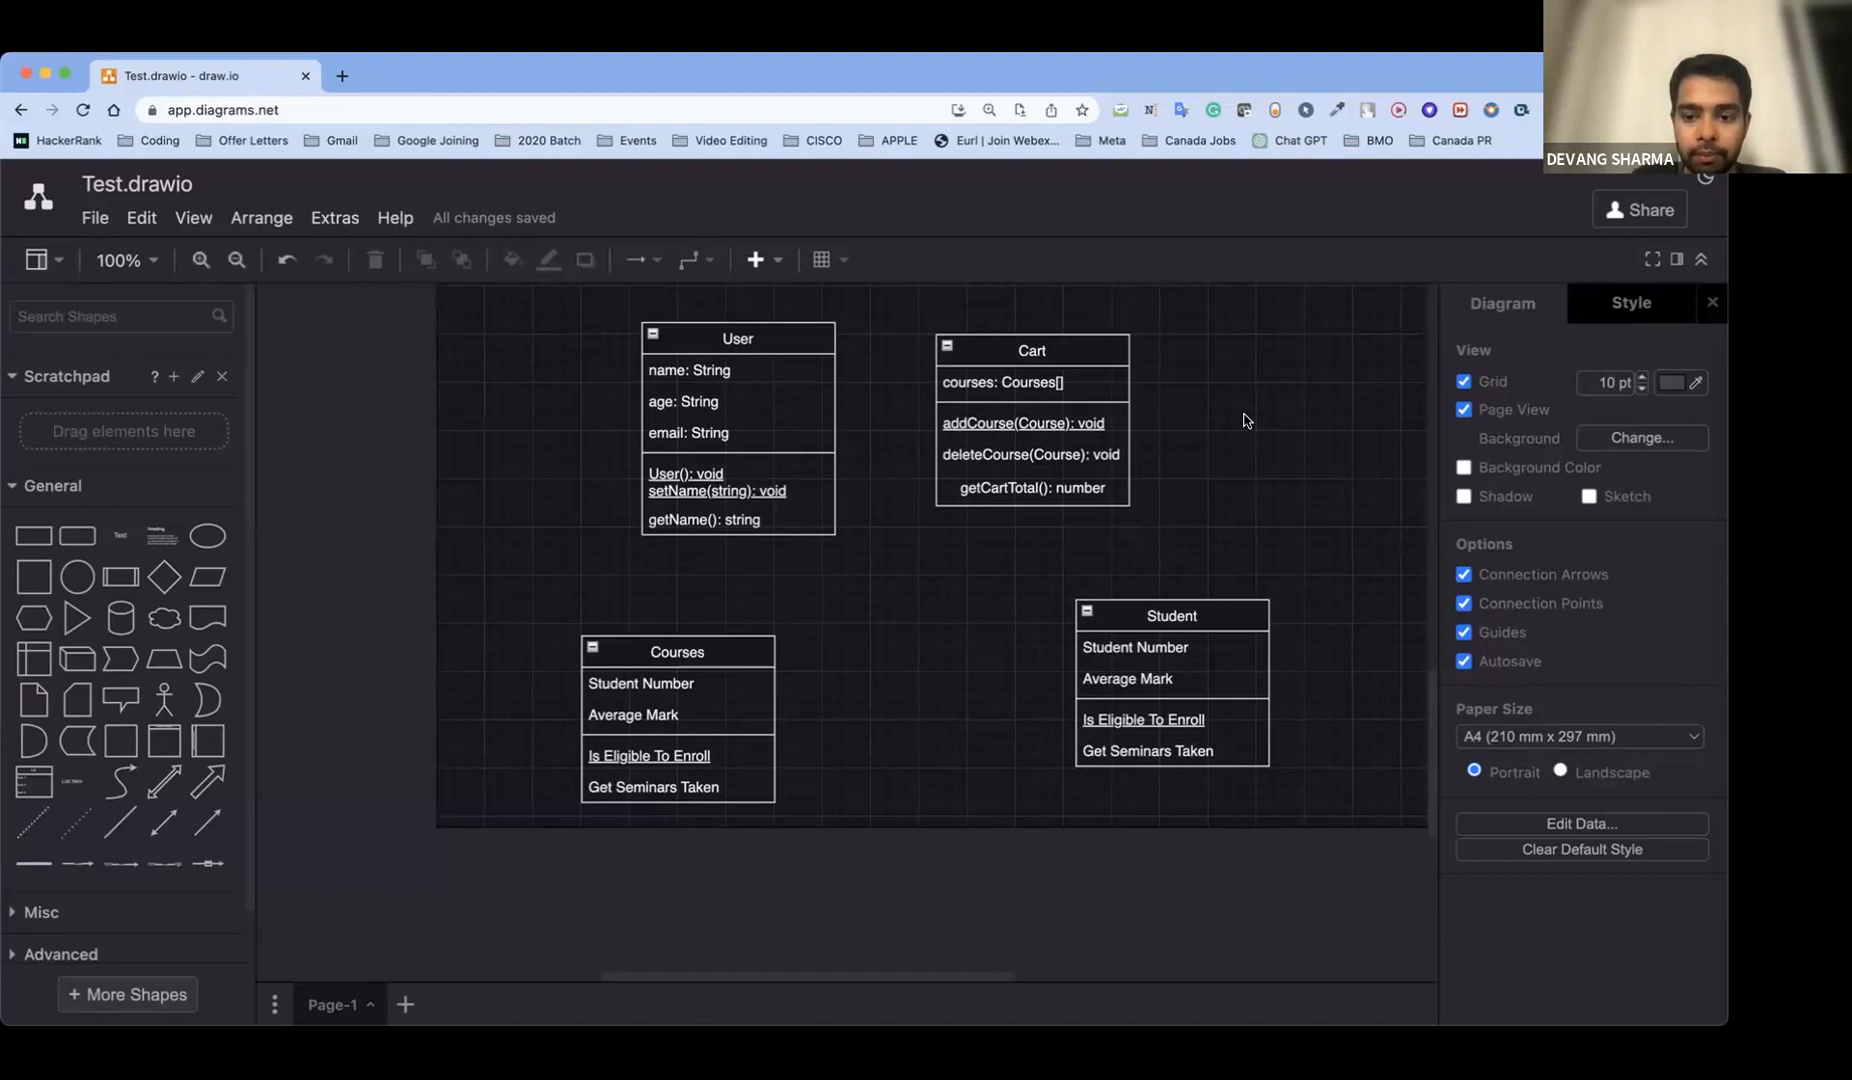 Test.drawio - draw.io
app.diagrams.net
HackerRank Coding Offer Letters Gmail Google Joining 2020 Batch Events Video Editing CISCO APPLE Eurl | Join Webex... Meta Canada Jobs Chat GPT BMO Canada PR
DEVANG SHARMA
Test.drawio
File Edit View Arrange Extras Help All changes saved
Share
100%
Search Shapes
Scratchpad
Drag elements here
General
Text
Heading
List Item
Misc
Advanced
+ More Shapes
User
name: String
age: String
email: String
User(): void
setName(string): void
getName(): string
Cart
courses: Courses[]
addCourse(Course): void
deleteCourse(Course): void
getCartTotal(): number
Courses
Student Number
Average Mark
Is Eligible To Enroll
Get Seminars Taken
Student
Student Number
Average Mark
Is Eligible To Enroll
Get Seminars Taken
Page-1
Diagram Style
View
Grid 10 pt
Page View
Background Change...
Background Color
Shadow Sketch
Options
Connection Arrows
Connection Points
Guides
Autosave
Paper Size
A4 (210 mm x 297 mm)
Portrait Landscape
Edit Data...
Clear Default Style